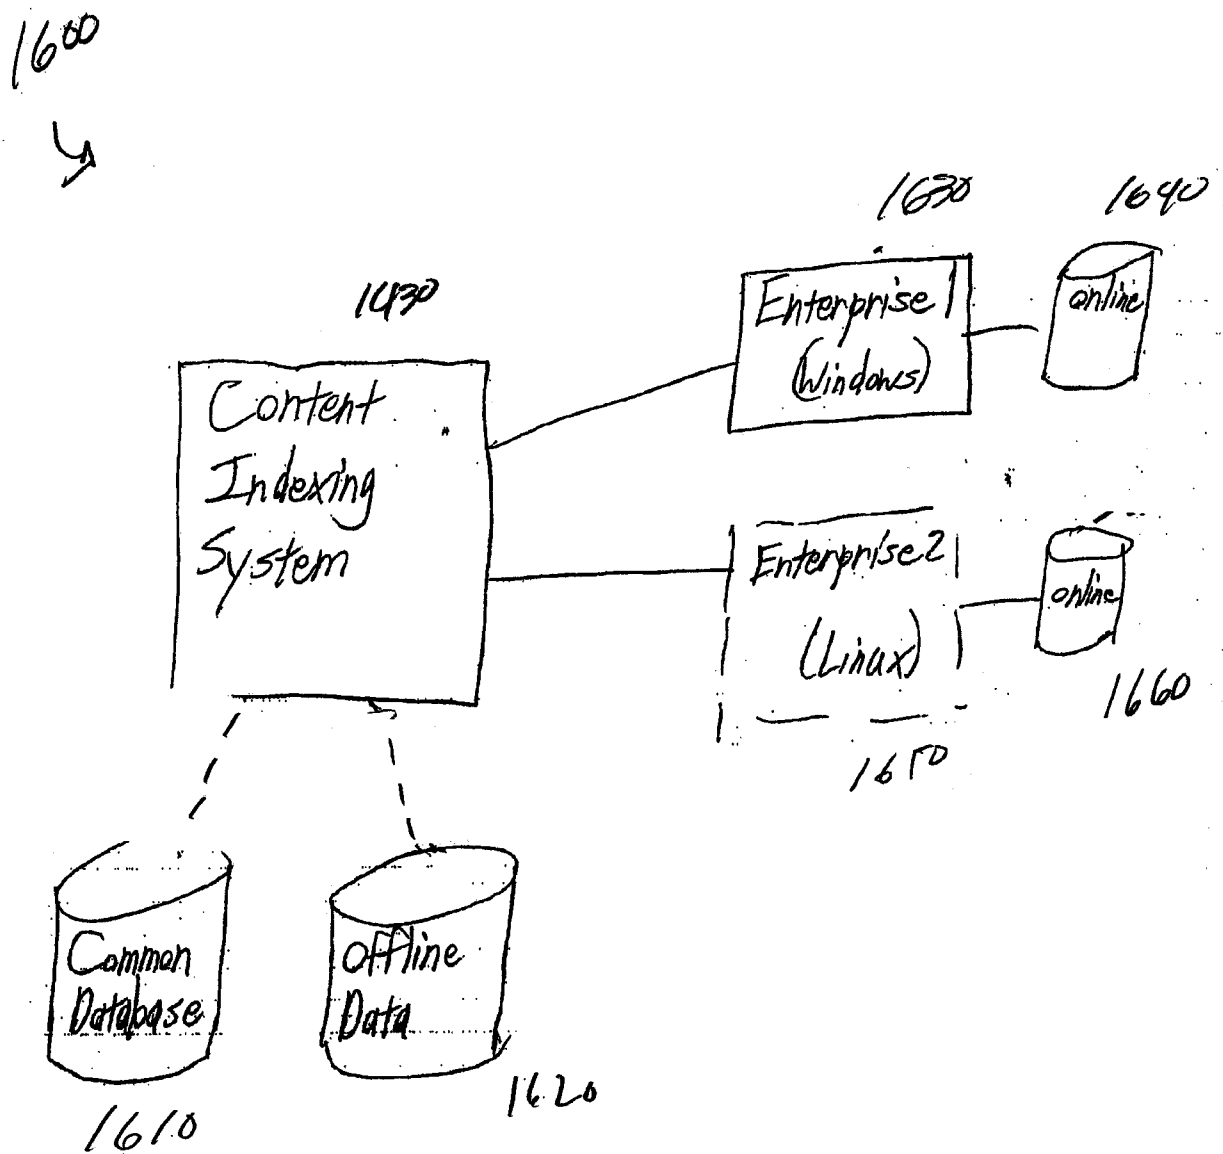 1600
1630
1640
1430
Enterprise 1
(Windows)
online
Content
Indexing
System
Enterprise 2
(Linux)
online
1660
1650
Common
Database
offline
Data
1620
1610